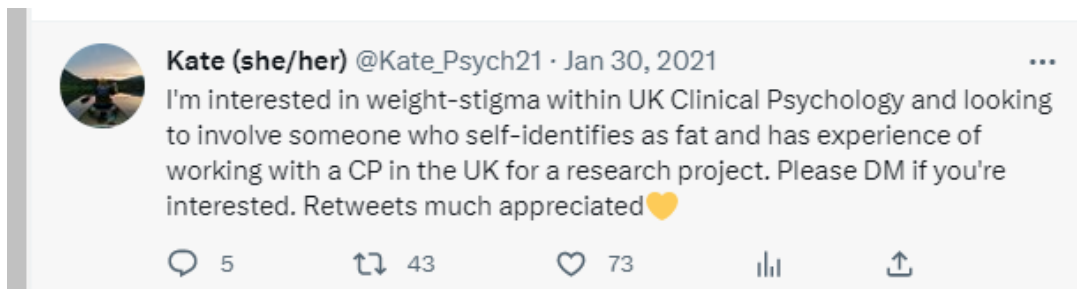 Kate (she/her) @Kate_Psych21 · Jan 30, 2021
I'm interested in weight-stigma within UK Clinical Psychology and looking
to involve someone who self-identifies as fat and has experience of
working with a CP in the UK for a research project. Please DM if you're
interested. Retweets much appreciated💛
5 43 73